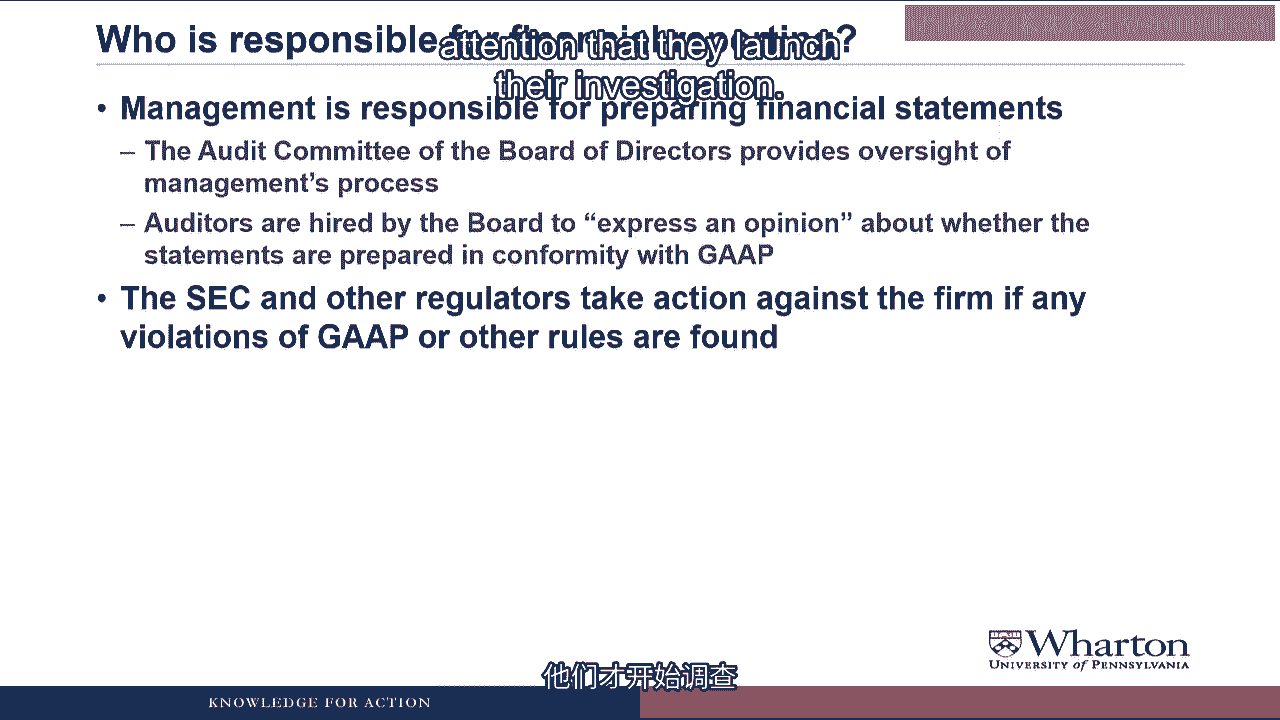 Who is responsible for financial reporting?
attention that they launch
their investigation.
• Management is responsible for preparing financial statements
– The Audit Committee of the Board of Directors provides oversight of
management’s process
– Auditors are hired by the Board to “express an opinion” about whether the
statements are prepared in conformity with GAAP
• The SEC and other regulators take action against the firm if any
violations of GAAP or other rules are found
Wharton
UNIVERSITY of PENNSYLVANIA
他们才开始调查
KNOWLEDGE FOR ACTION